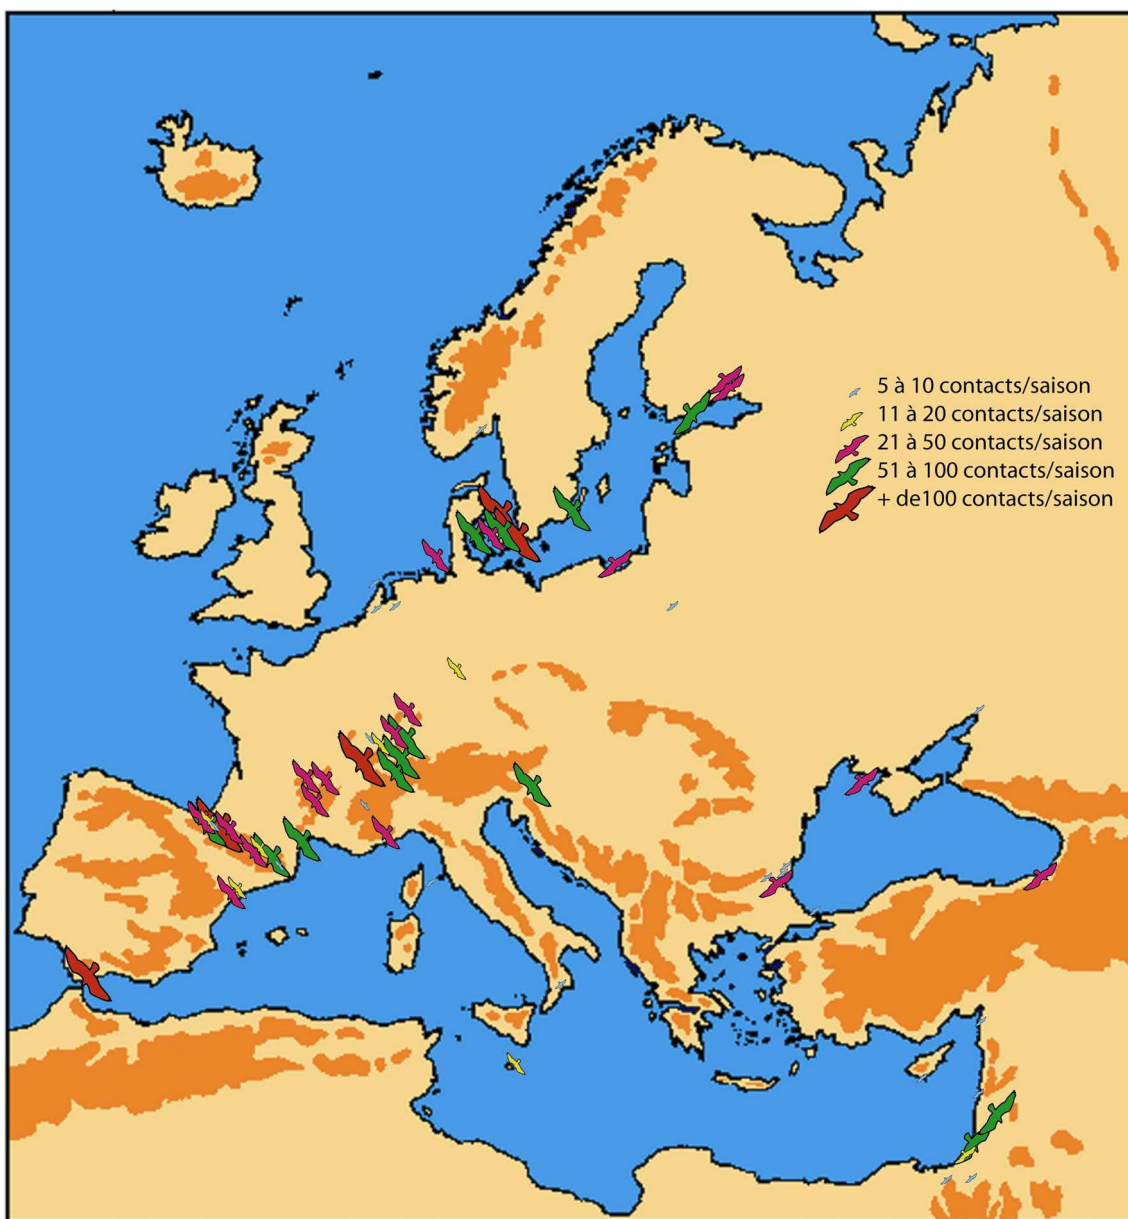 5 à 10 contacts/saison
11 à 20 contacts/saison
21 à 50 contacts/saison
51 à 100 contacts/saison
+ de100 contacts/saison